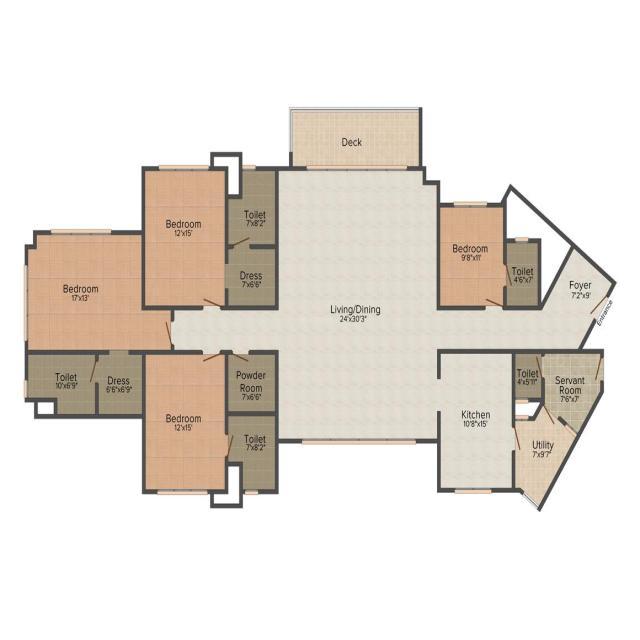 Deck
Bedroom
12'x15'
Toilet
7'x8'2"
Dress
7'x6'6"
Bedroom
17'x13'
Toilet
10'x6'9"
Dress
6'6"x6'9"
Bedroom
12'x15'
Powder
Room
7'x6'6"
Toilet
7'x8'2"
Living/Dining
24'x30'3"
Bedroom
9'8"x11'
Toilet
4'6"x7'
Foyer
7'2"x9'
Entrance
Kitchen
10'8"x15'
Toilet
4'x5'11"
Servant
Room
7'6"x7'
Utility
7'x9'7"